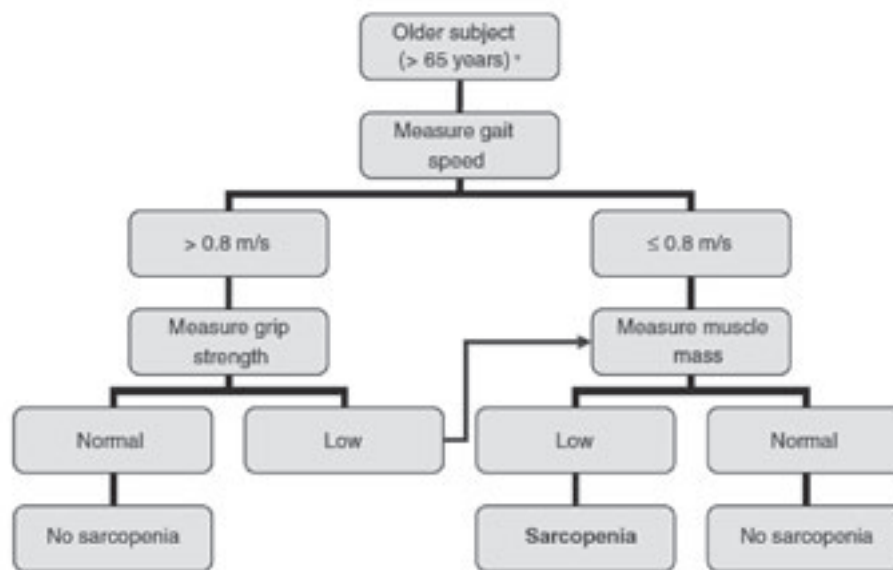 Older subject
(> 65 years) *
Measure gait
speed
> 0.8 m/s
≤ 0.8 m/s
Measure grip
strength
Measure muscle
mass
Normal
Low
Low
Normal
No sarcopenia
Sarcopenia
No sarcopenia